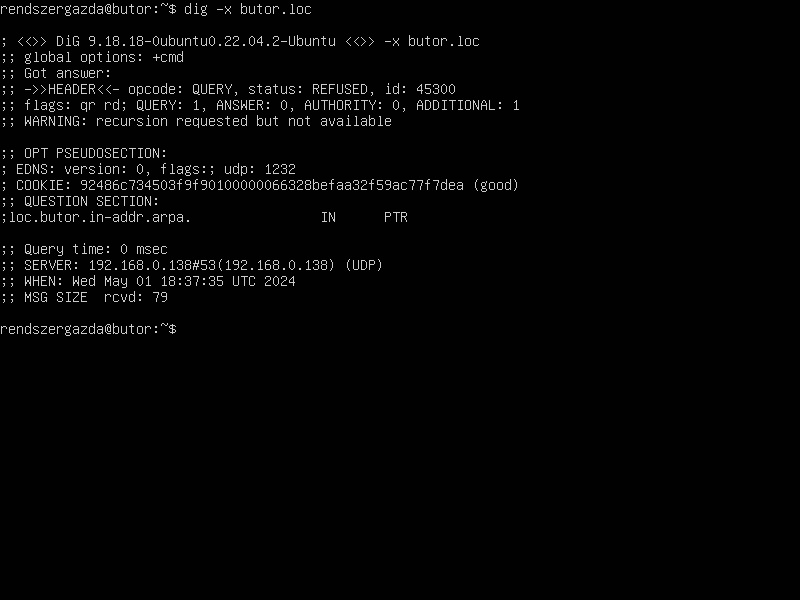 rendszergazda@butor:~$ dig -x butor.loc
; <<>> DiG 9.18.18-0ubuntu0.22.04.2-Ubuntu <<>> -x butor.loc
;; global options: +cmd
;; Got answer:
;; ->>HEADER<<- opcode: QUERY, status: REFUSED, id: 45300
;; flags: qr rd; QUERY: 1, ANSWER: 0, AUTHORITY: 0, ADDITIONAL: 1
;; WARNING: recursion requested but not available
;; OPT PSEUDOSECTION:
; EDNS: version: 0, flags:; udp: 1232
; COOKIE: 92486c734503f9f90100000066328befaa32f59ac77f7dea (good)
;; QUESTION SECTION:
;loc.butor.in-addr.arpa. IN PTR
;; Query time: 0 msec
;; SERVER: 192.168.0.138#53(192.168.0.138) (UDP)
;; WHEN: Wed May 01 18:37:35 UTC 2024
;; MSG SIZE rcvd: 79
rendszergazda@butor:~$